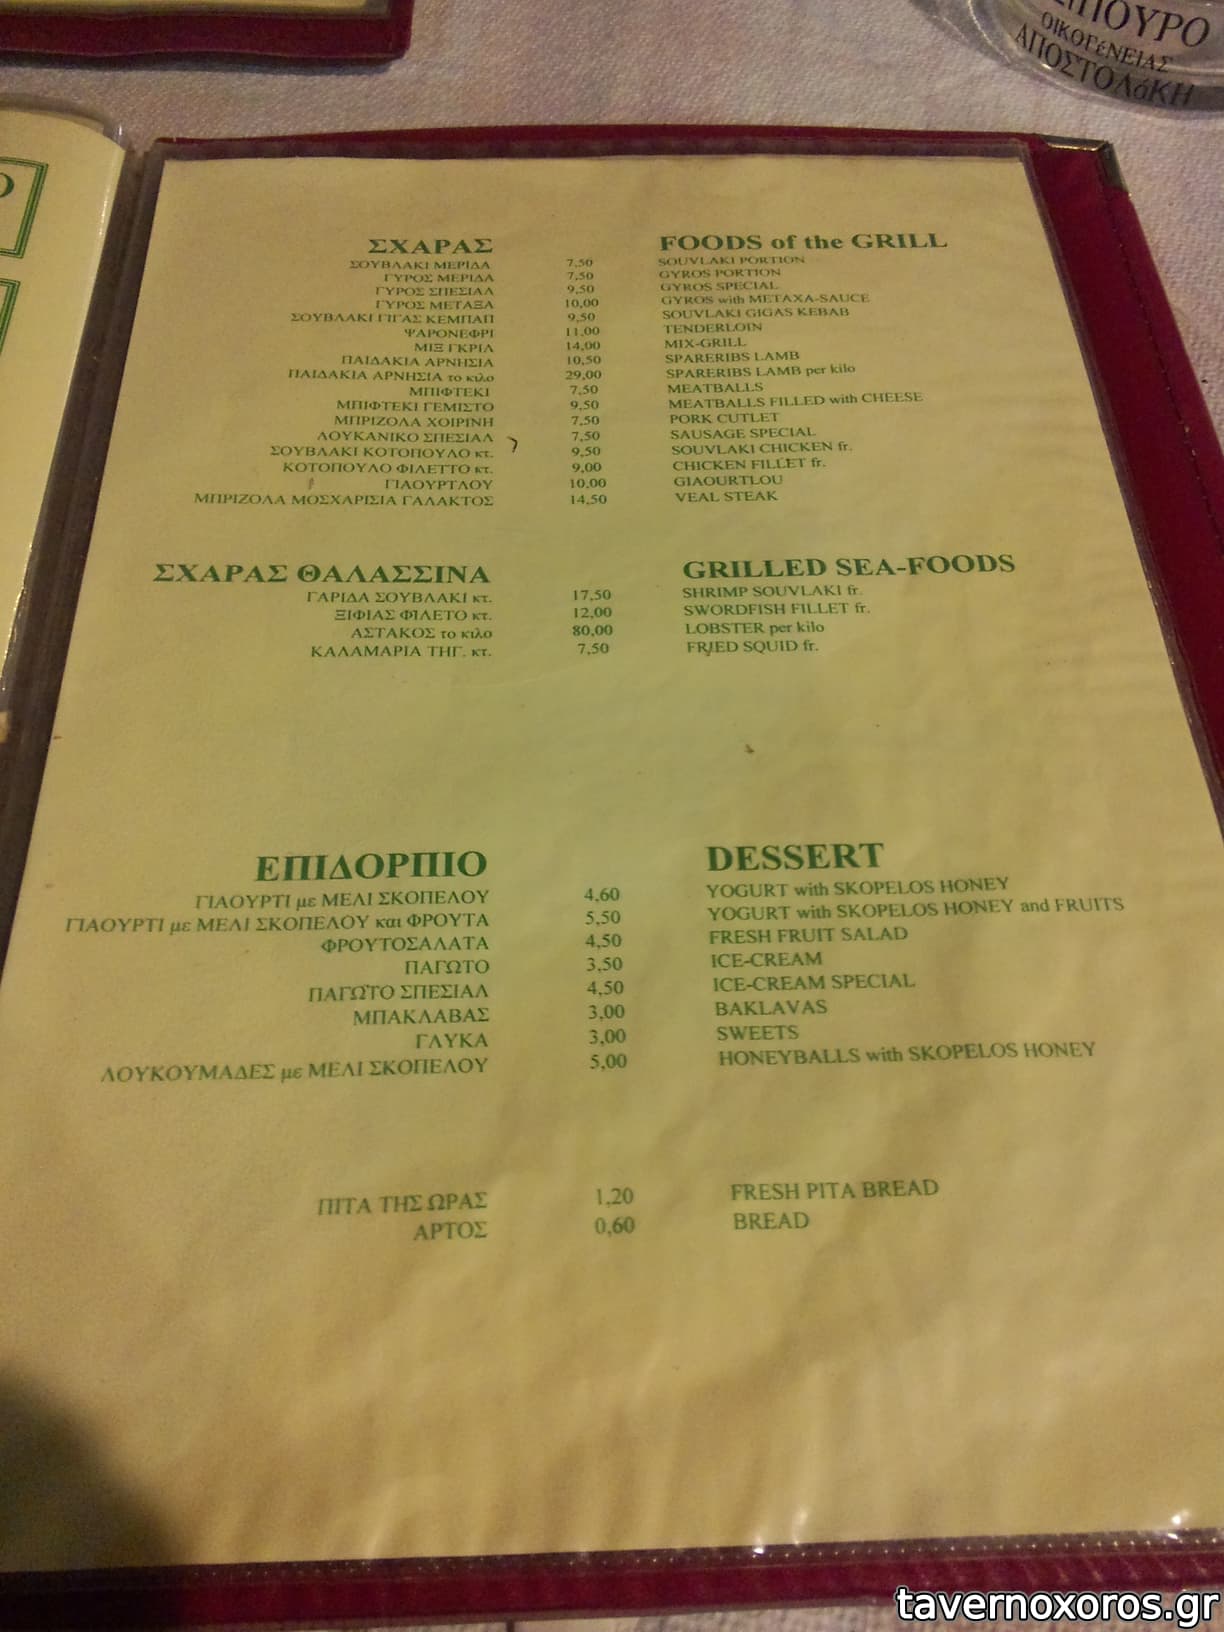 ΠΟΥΡΟ
ΟΙΚΟΓέΝΕΙΑΣ
ΑΠΟΣΤΟΛάΚΗ
ΣΧΑΡΑΣ FOODS of the GRILL
ΣΟΥΒΛΑΚΙ ΜΕΡΙΔΑ 7,50 SOUVLAKI PORTION
ΓΥΡΟΣ ΜΕΡΙΔΑ 7,50 GYROS PORTION
ΓΥΡΟΣ ΣΠΕΣΙΑΛ 9,50 GYROS SPECIAL
ΓΥΡΟΣ ΜΕΤΑΞΑ 10,00 GYROS with METAXA-SAUCE
ΣΟΥΒΛΑΚΙ ΓΙΓΑΣ ΚΕΜΠΑΠ 9,50 SOUVLAKI GIGAS KEBAB
ΨΑΡΟΝΕΦΡΙ 11,00 TENDERLOIN
ΜΙΞ ΓΚΡΙΛ 14,00 MIX-GRILL
ΠΑΙΔΑΚΙΑ ΑΡΝΗΣΙΑ 10,50 SPARERIBS LAMB
ΠΑΙΔΑΚΙΑ ΑΡΝΗΣΙΑ το κιλο 29,00 SPARERIBS LAMB per kilo
ΜΠΙΦΤΕΚΙ 7,50 MEATBALLS
ΜΠΙΦΤΕΚΙ ΓΕΜΙΣΤΟ 9,50 MEATBALLS FILLED with CHEESE
ΜΠΡΙΖΟΛΑ ΧΟΙΡΙΝΗ 7,50 PORK CUTLET
ΛΟΥΚΑΝΙΚΟ ΣΠΕΣΙΑΛ 7,50 SAUSAGE SPECIAL
ΣΟΥΒΛΑΚΙ ΚΟΤΟΠΟΥΛΟ κτ. 9,50 SOUVLAKI CHICKEN fr.
ΚΟΤΟΠΟΥΛΟ ΦΙΛΕΤΤΟ κτ. 9,00 CHICKEN FILLET fr.
ΓΙΑΟΥΡΤΛΟΥ 10,00 GIAOURTLOU
ΜΠΡΙΖΟΛΑ ΜΟΣΧΑΡΙΣΙΑ ΓΑΛΑΚΤΟΣ 14,50 VEAL STEAK
ΣΧΑΡΑΣ ΘΑΛΑΣΣΙΝΑ GRILLED SEA-FOODS
ΓΑΡΙΔΑ ΣΟΥΒΛΑΚΙ κτ. 17,50 SHRIMP SOUVLAKI fr.
ΞΙΦΙΑΣ ΦΙΛΕΤΟ κτ. 12,00 SWORDFISH FILLET fr.
ΑΣΤΑΚΟΣ το κιλο 80,00 LOBSTER per kilo
ΚΑΛΑΜΑΡΙΑ ΤΗΓ. κτ. 7,50 FRIED SQUID fr.
ΕΠΙΔΟΡΠΙΟ DESSERT
ΓΙΑΟΥΡΤΙ με ΜΕΛΙ ΣΚΟΠΕΛΟΥ 4,60 YOGURT with SKOPELOS HONEY
ΓΙΑΟΥΡΤΙ με ΜΕΛΙ ΣΚΟΠΕΛΟΥ και ΦΡΟΥΤΑ 5,50 YOGURT with SKOPELOS HONEY and FRUITS
ΦΡΟΥΤΟΣΑΛΑΤΑ 4,50 FRESH FRUIT SALAD
ΠΑΓΩΤΟ 3,50 ICE-CREAM
ΠΑΓΩΤΟ ΣΠΕΣΙΑΛ 4,50 ICE-CREAM SPECIAL
ΜΠΑΚΛΑΒΑΣ 3,00 BAKLAVAS
ΓΛΥΚΑ 3,00 SWEETS
ΛΟΥΚΟΥΜΑΔΕΣ με ΜΕΛΙ ΣΚΟΠΕΛΟΥ 5,00 HONEYBALLS with SKOPELOS HONEY
ΠΙΤΑ ΤΗΣ ΩΡΑΣ 1,20 FRESH PITA BREAD
ΑΡΤΟΣ 0,60 BREAD
tavernoxoros.gr